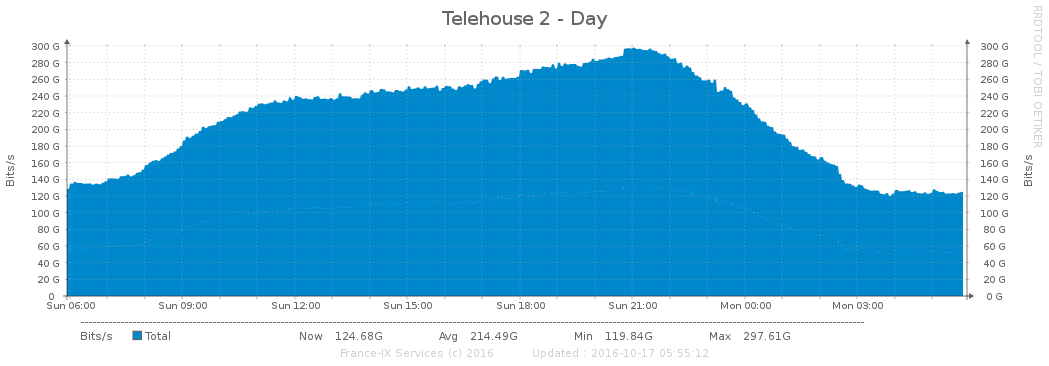 Telehouse 2 - Day
RRDTOOL / TOBI OETIKER
Bits/s
300 G 300 G
280 G 280 G
260 G 260 G
240 G 240 G
220 G 220 G
200 G 200 G
180 G 180 G
160 G 160 G
140 G 140 G
120 G 120 G
100 G 100 G
80 G 80 G
60 G 60 G
40 G 40 G
20 G 20 G
0 0 G
Bits/s
Sun 06:00 Sun 09:00 Sun 12:00 Sun 15:00 Sun 18:00 Sun 21:00 Mon 00:00 Mon 03:00
Bits/s Total Now 124.68G Avg 214.49G Min 119.84G Max 297.61G
France-IX Services (c) 2016 Updated : 2016-10-17 05:55:12